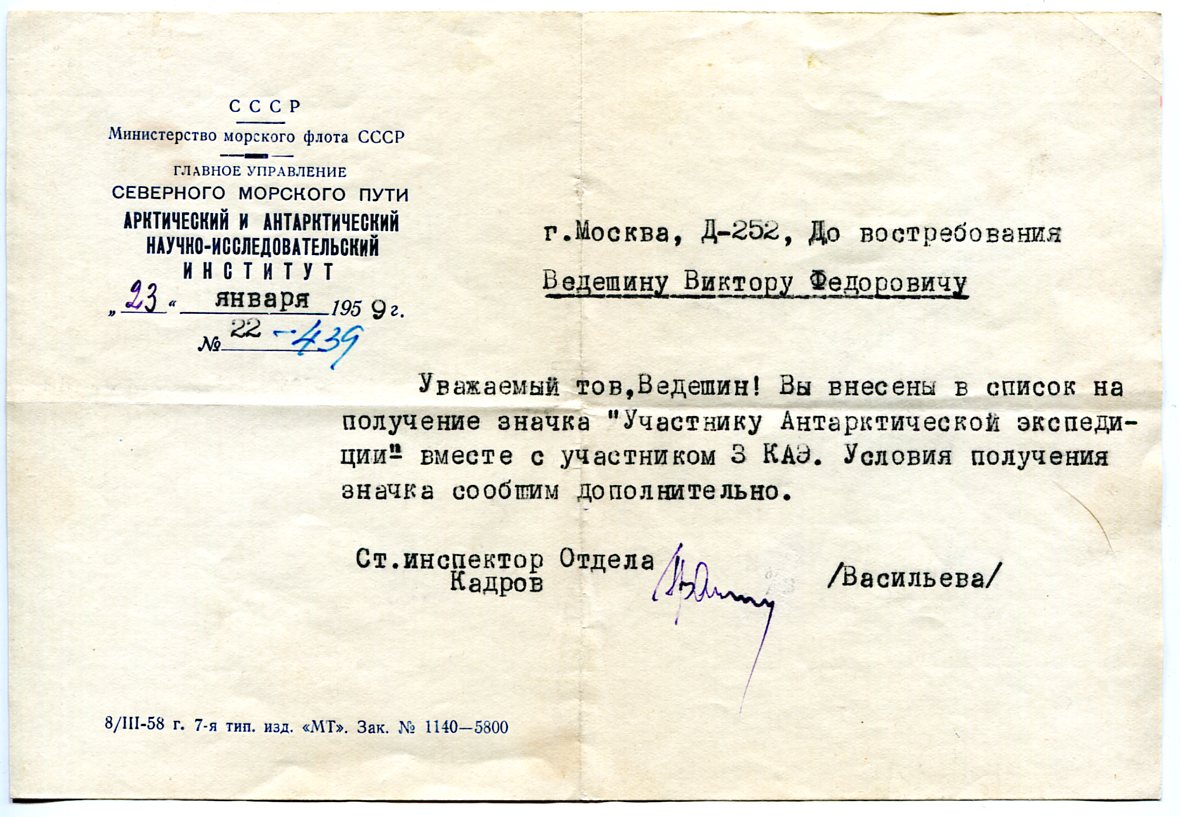 СССР
Министерство морского флота СССР
ГЛАВНОЕ УПРАВЛЕНИЕ
СЕВЕРНОГО МОРСКОГО ПУТИ
АРКТИЧЕСКИЙ И АНТАРКТИЧЕСКИЙ
НАУЧНО-ИССЛЕДОВАТЕЛЬСКИЙ
ИНСТИТУТ
„23“ января 1959 г.
№ 22-439
г.Москва, Д-252, До востребования
Ведешину Виктору Федоровичу
Уважаемый тов,Ведешин! Вы внесены в список на
получение значка "Участнику Антарктической экспеди-
ции" вместе с участником 3 КАЭ. Условия получения
значка сообшим дополнительно.
Ст.инспектор Отдела
Кадров /Васильева/
8/III-58 г. 7-я тип. изд. «МТ». Зак. № 1140—5800